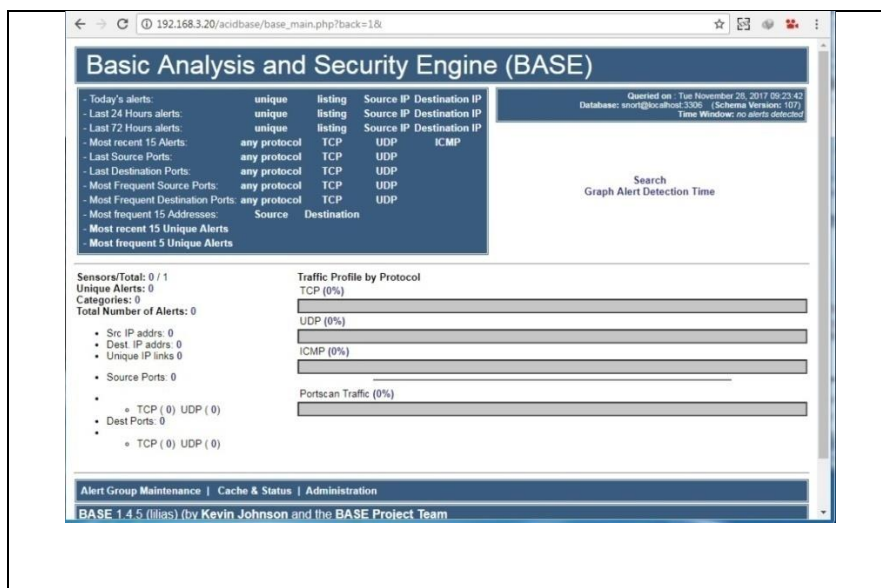 192.168.3.20/acidbase/base_main.php?back=1&
Basic Analysis and Security Engine (BASE)
- Today's alerts: unique listing Source IP Destination IP
- Last 24 Hours alerts: unique listing Source IP Destination IP
- Last 72 Hours alerts: unique listing Source IP Destination IP
- Most recent 15 Alerts: any protocol TCP UDP ICMP
- Last Source Ports: any protocol TCP UDP
- Last Destination Ports: any protocol TCP UDP
- Most Frequent Source Ports: any protocol TCP UDP
- Most Frequent Destination Ports: any protocol TCP UDP
- Most frequent 15 Addresses: Source Destination
- Most recent 15 Unique Alerts
- Most frequent 5 Unique Alerts
Queried on : Tue November 28, 2017 09:23:42
Database: snort@localhost:3306 (Schema Version: 107)
Time Window: no alerts detected
Search
Graph Alert Detection Time
Sensors/Total: 0 / 1
Unique Alerts: 0
Categories: 0
Total Number of Alerts: 0
• Src IP addrs: 0
• Dest. IP addrs: 0
• Unique IP links 0
• Source Ports: 0
•
◦ TCP ( 0) UDP ( 0)
• Dest Ports: 0
•
◦ TCP ( 0) UDP ( 0)
Traffic Profile by Protocol
TCP (0%)
UDP (0%)
ICMP (0%)
Portscan Traffic (0%)
Alert Group Maintenance | Cache & Status | Administration
BASE 1.4.5 (lilias) (by Kevin Johnson and the BASE Project Team